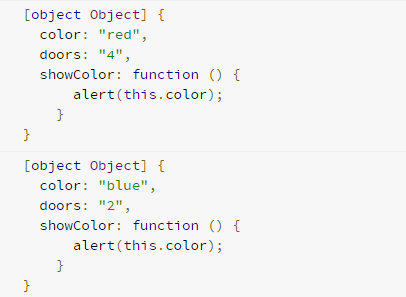 [object Object] {
  color: "red",
  doors: "4",
  showColor: function () {
      alert(this.color);
    }
}
[object Object] {
  color: "blue",
  doors: "2",
  showColor: function () {
      alert(this.color);
    }
}